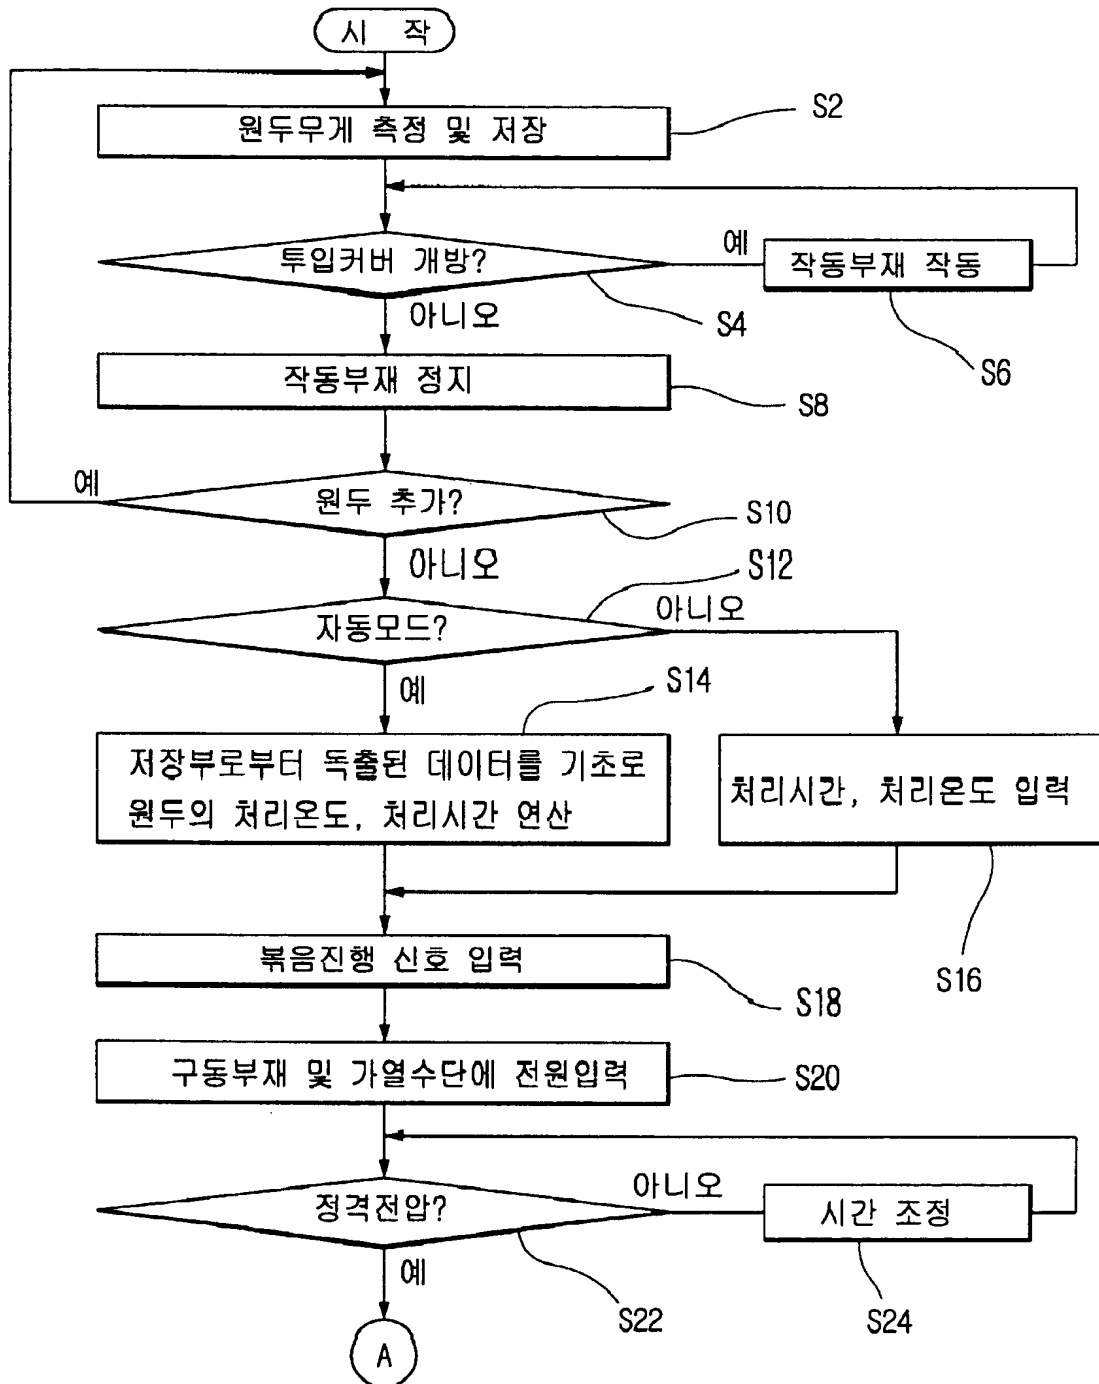 시 작
원두무게 측정 및 저장
S2
투입커버 개방?
예
작동부재 작동
S4
아니오
S6
작동부재 정지
S8
예
원두 추가?
S10
아니오
S12
자동모드?
아니오
예
S14
저장부로부터 독출된 데이터를 기초로
원두의 처리온도, 처리시간 연산
처리시간, 처리온도 입력
S16
볶음진행 신호 입력
S18
구동부재 및 가열수단에 전원입력
S20
정격전압?
아니오
시간 조정
예
S22
S24
A